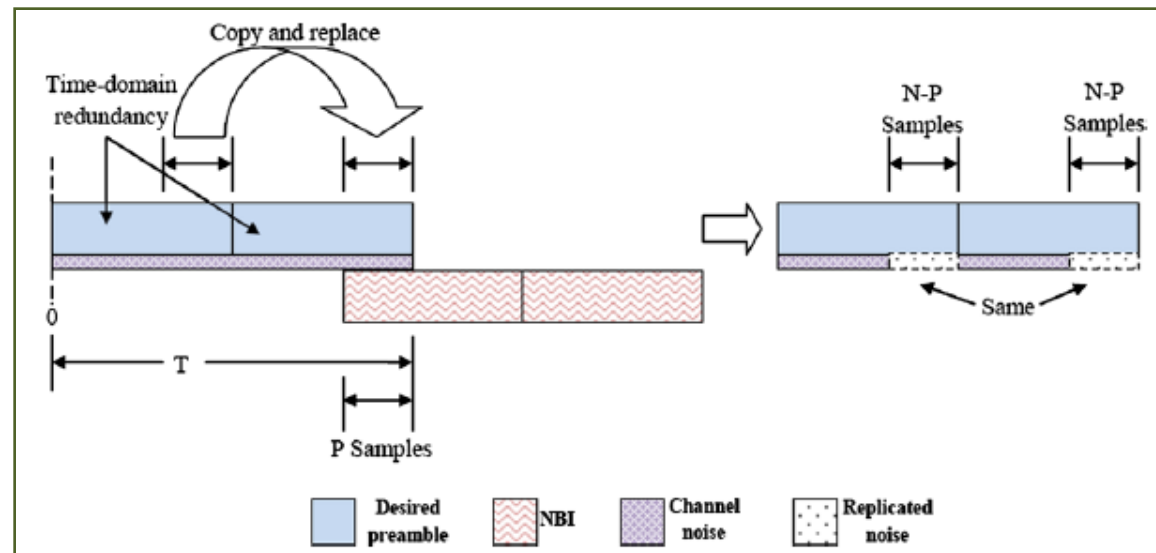 Copy and replace
Time-domain
redundancy
N-P
Samples
N-P
Samples
0
T
Same
P Samples
Desired
preamble
NBI
Channel
noise
Replicated
noise